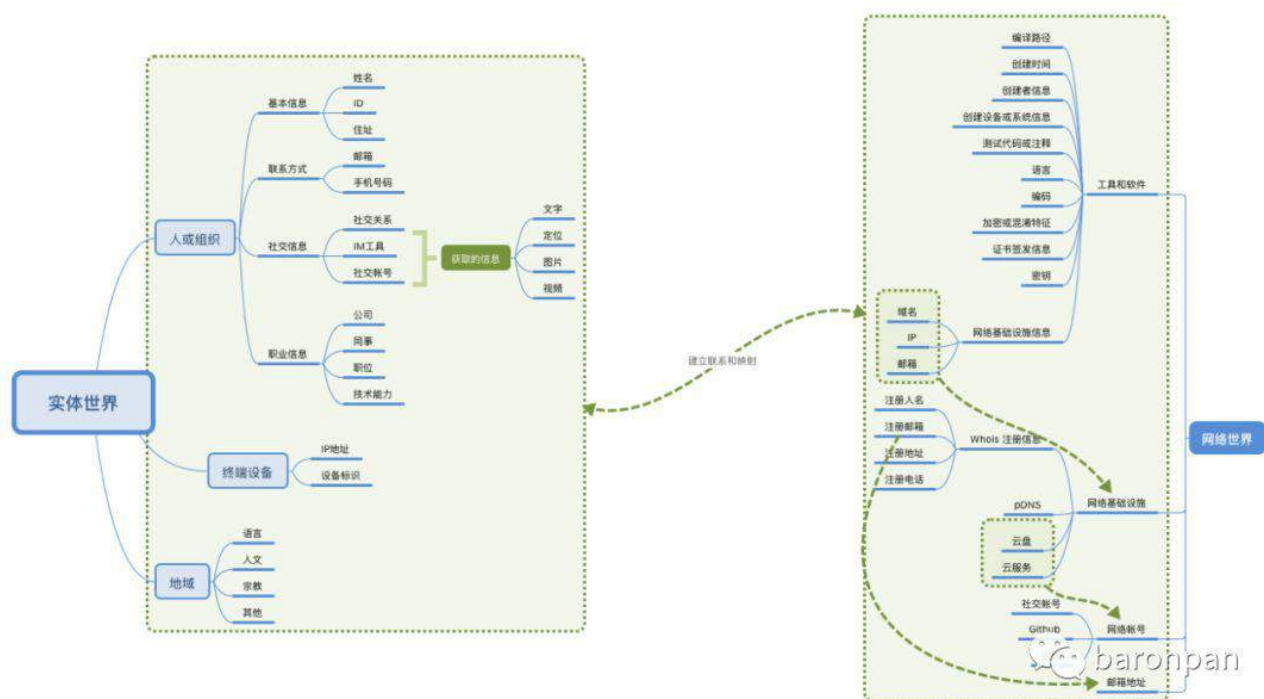 实体世界
人或组织
基本信息
姓名
ID
住址
联系方式
邮箱
手机号码
社交信息
社交关系
IM工具
社交帐号
获取的信息
文字
定位
图片
视频
职业信息
公司
同事
职位
技术能力
终端设备
IP地址
设备标识
地域
语言
人文
宗教
其他
建立联系和映射
网络世界
工具和软件
编译路径
创建时间
创建者信息
创建设备或系统信息
测试代码或注释
语言
编码
加密或混淆特征
证书签发信息
密钥
网络基础设施信息
域名
IP
邮箱
网络基础设施
Whois 注册信息
注册人名
注册邮箱
注册地址
注册电话
pDNS
云盘
云服务
网络帐号
社交帐号
Github
邮箱地址
baronpan